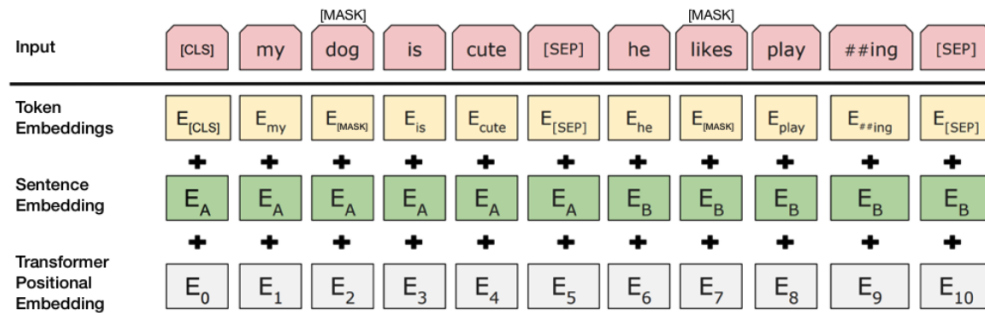 [MASK] [MASK]
Input [CLS] my dog is cute [SEP] he likes play ##ing [SEP]
Token Embeddings E[CLS] Emy E[MASK] Eis Ecute E[SEP] Ehe E[MASK] Eplay E##ing E[SEP]
Sentence Embedding EA EA EA EA EA EA EB EB EB EB EB
Transformer Positional Embedding E0 E1 E2 E3 E4 E5 E6 E7 E8 E9 E10